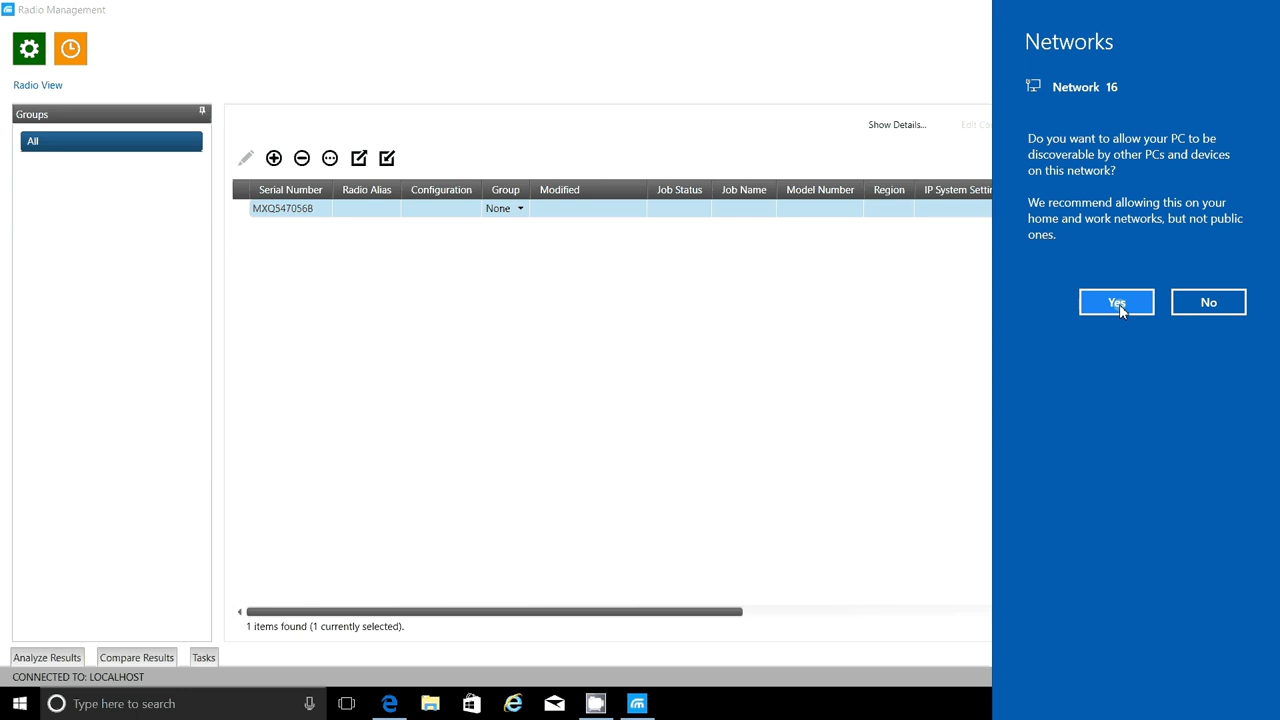 Radio Management
Radio View
Groups
All
Show Details...
Serial Number Radio Alias Configuration Group Modified Job Status Job Name Model Number Region IP System Settin
MXQ547056B None
1 items found (1 currently selected).
Analyze Results Compare Results Tasks
CONNECTED TO: LOCALHOST
Type here to search
Networks
Network 16
Do you want to allow your PC to be
discoverable by other PCs and devices
on this network?
We recommend allowing this on your
home and work networks, but not public
ones.
Yes No